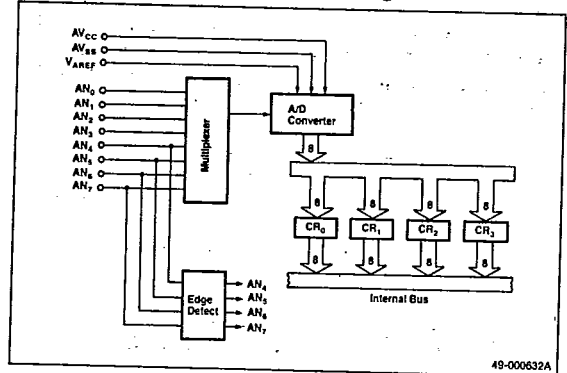 AVCC
AVSS
VAREF
AN0
AN1
AN2
AN3
AN4
AN5
AN6
AN7
Multiplexer
A/D
Converter
8
8 8 8 8
CR0 CR1 CR2 CR3
8 8 8 8
Internal Bus
Edge
Detect
AN4
AN5
AN6
AN7
49-000632A